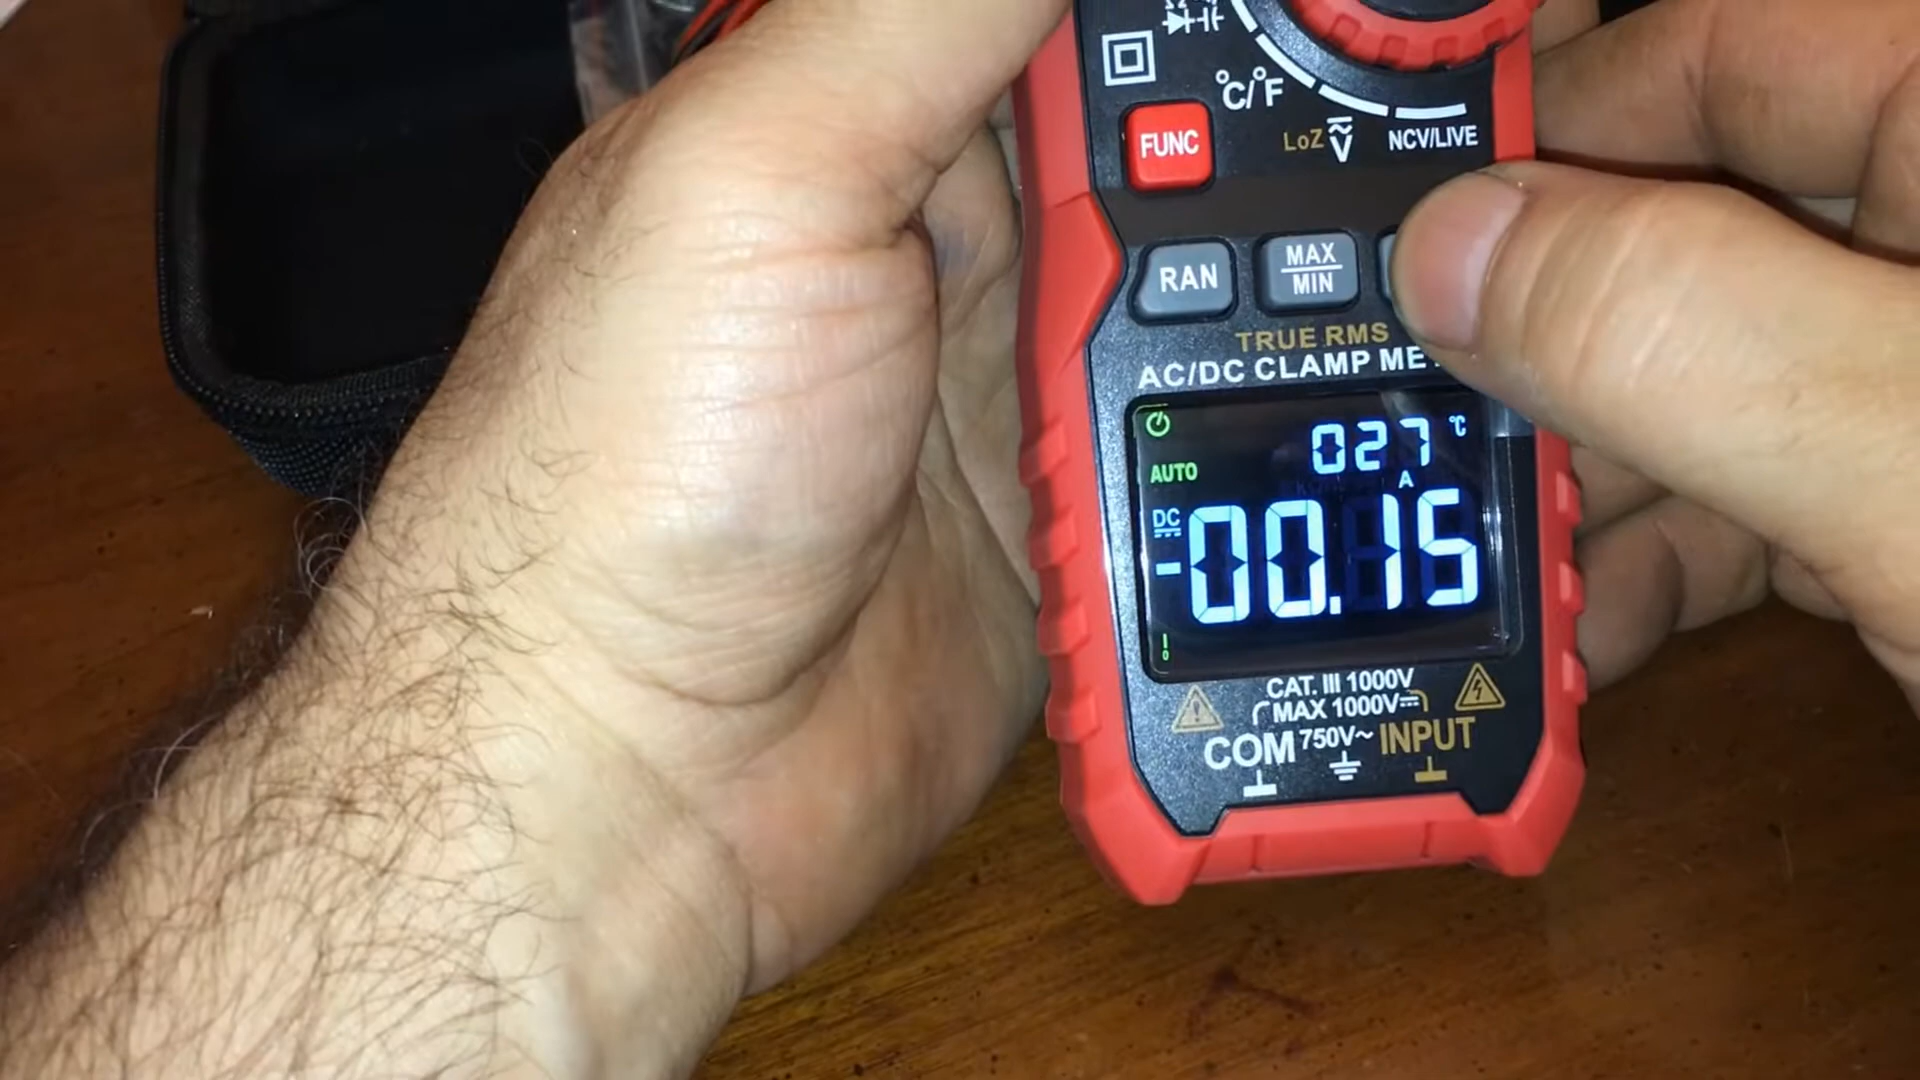 °C/°F
FUNC
LoZ V
NCV/LIVE
RAN
MAX
MIN
TRUE RMS
AC/DC CLAMP
027 °C
AUTO
A
DC
-00.15
CAT. III 1000V
MAX 1000V
COM 750V~ INPUT